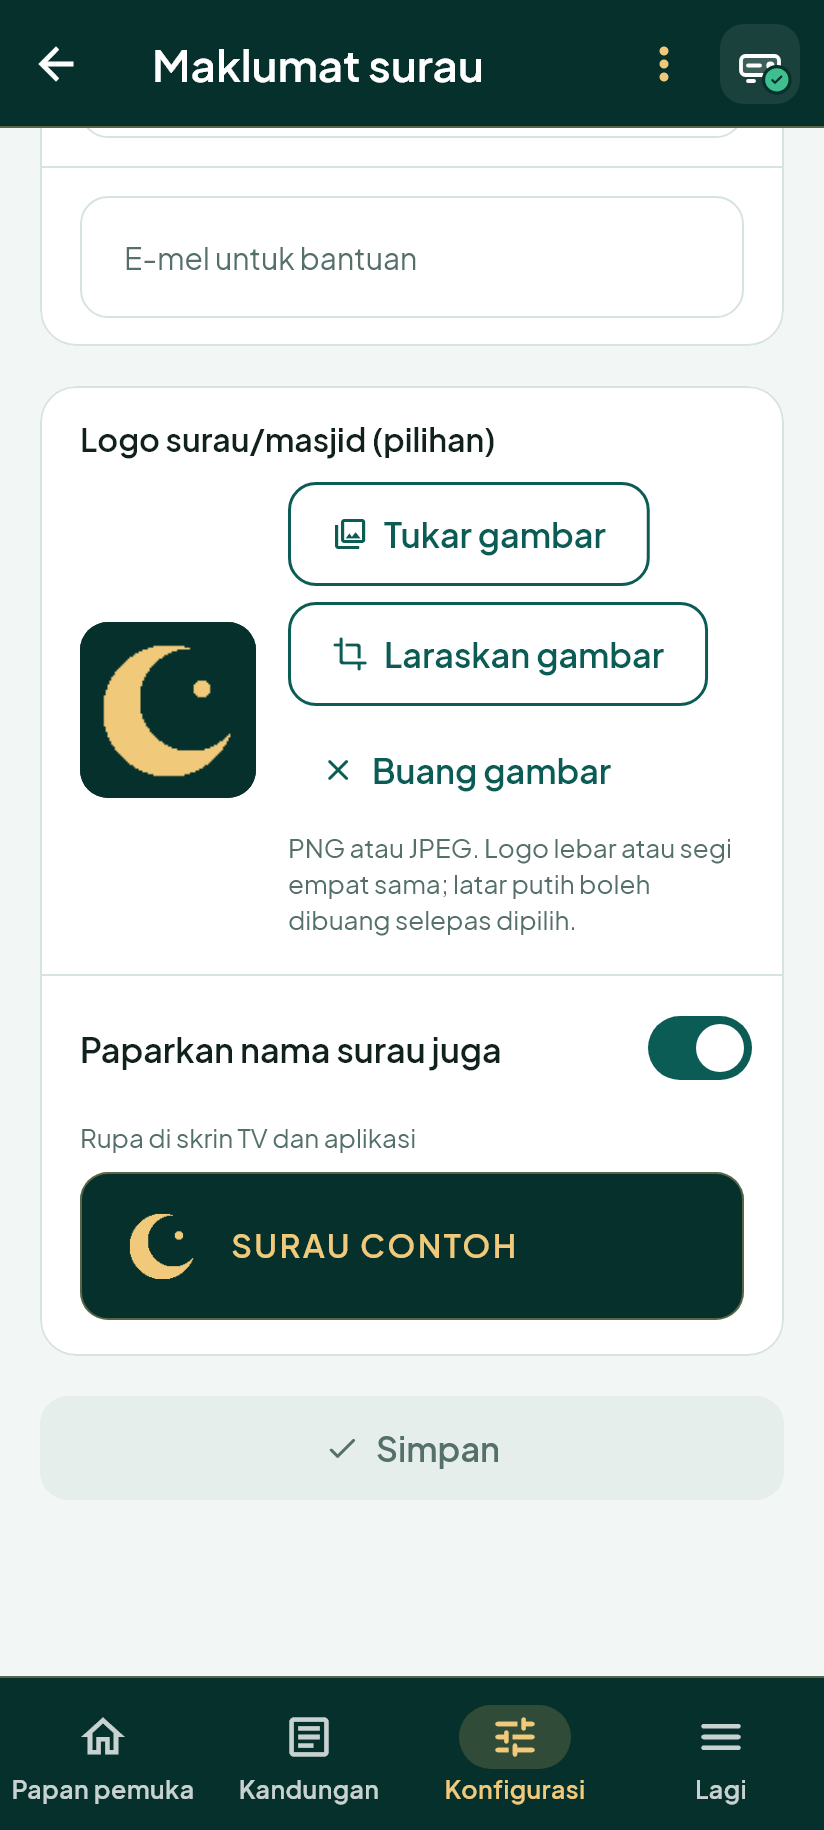 Maklumat surau
E-mel untuk bantuan
Logo surau/masjid (pilihan)
Tukar gambar
Laraskan gambar
Buang gambar
PNG atau JPEG. Logo lebar atau segi
empat sama; latar putih boleh
dibuang selepas dipilih.
Paparkan nama surau juga
Rupa di skrin TV dan aplikasi
SURAU CONTOH
Simpan
Papan pemuka
Kandungan
Konfigurasi
Lagi